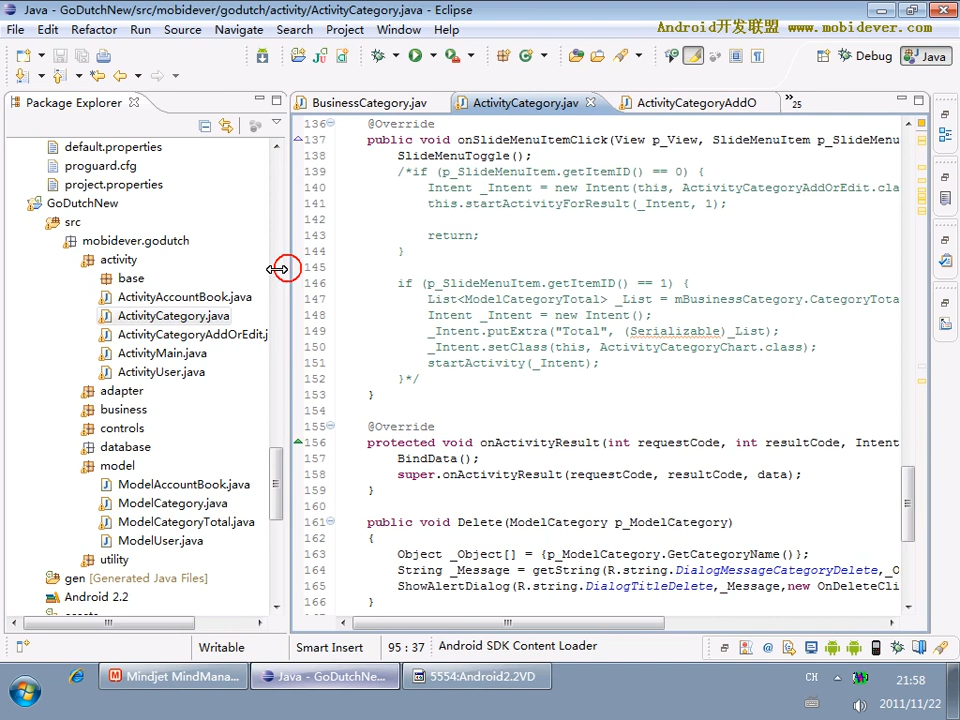 Java - GoDutchNew/src/mobidever/godutch/activity/ActivityCategory.java - Eclipse
File Edit Refactor Run Source Navigate Search Project Window Help
Android开发联盟 www.mobidever.com
Debug
Java
Package Explorer
BusinessCategory.jav
ActivityCategory.jav
ActivityCategoryAddO
»25
default.properties
proguard.cfg
project.properties
GoDutchNew
src
mobidever.godutch
activity
base
ActivityAccountBook.java
ActivityCategory.java
ActivityCategoryAddOrEdit.j
ActivityMain.java
ActivityUser.java
adapter
business
controls
database
model
ModelAccountBook.java
ModelCategory.java
ModelCategoryTotal.java
ModelUser.java
utility
gen [Generated Java Files]
Android 2.2
136 @Override
137 public void onSlideMenuItemClick(View p_View, SlideMenuItem p_SlideMenu
138 SlideMenuToggle();
139 /*if (p_SlideMenuItem.getItemID() == 0) {
140 Intent _Intent = new Intent(this, ActivityCategoryAddOrEdit.cla
141 this.startActivityForResult(_Intent, 1);
142
143 return;
144 }
145
146 if (p_SlideMenuItem.getItemID() == 1) {
147 List<ModelCategoryTotal> _List = mBusinessCategory.CategoryTota
148 Intent _Intent = new Intent();
149 _Intent.putExtra("Total", (Serializable)_List);
150 _Intent.setClass(this, ActivityCategoryChart.class);
151 startActivity(_Intent);
152 }*/
153 }
154
155 @Override
156 protected void onActivityResult(int requestCode, int resultCode, Intent
157 BindData();
158 super.onActivityResult(requestCode, resultCode, data);
159 }
160
161 public void Delete(ModelCategory p_ModelCategory)
162 {
163 Object _Object[] = {p_ModelCategory.GetCategoryName()};
164 String _Message = getString(R.string.DialogMessageCategoryDelete,_O
165 ShowAlertDialog(R.string.DialogTitleDelete,_Message,new OnDeleteCli
166 }
Writable
Smart Insert
95 : 37
Android SDK Content Loader
Mindjet MindMana...
Java - GoDutchNe...
5554:Android2.2VD
CH
21:58
2011/11/22